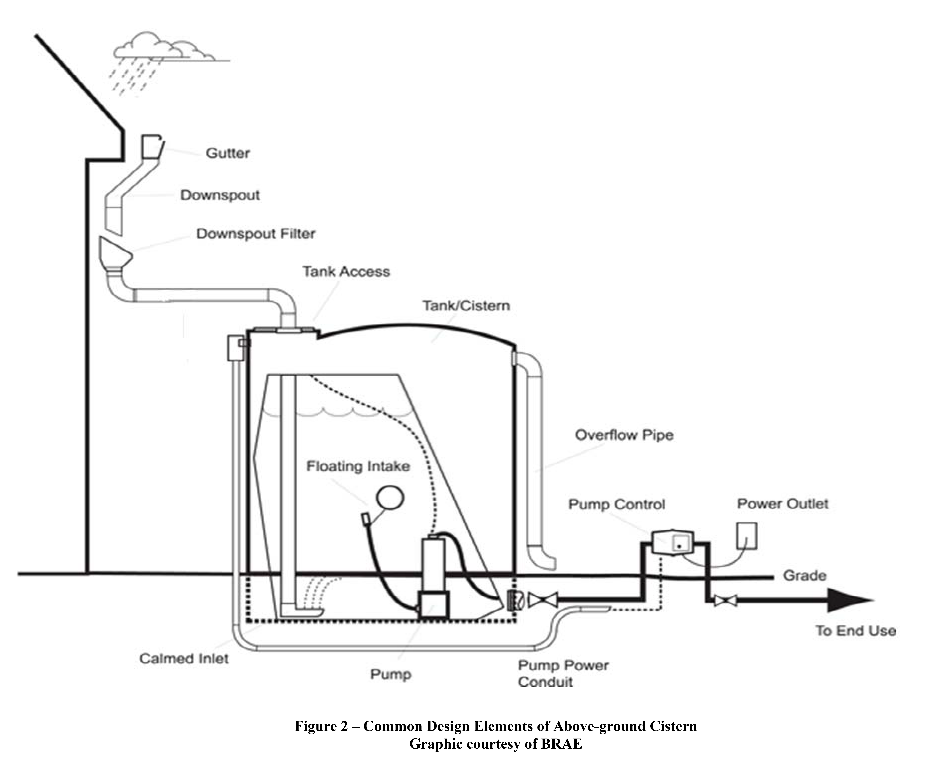 Gutter
Downspout
Downspout Filter
Tank Access
Tank/Cistern
Overflow Pipe
Floating Intake
Pump Control
Power Outlet
Grade
To End Use
Calmed Inlet
Pump
Pump Power
Conduit
Figure 2 – Common Design Elements of Above-ground Cistern
Graphic courtesy of BRAE